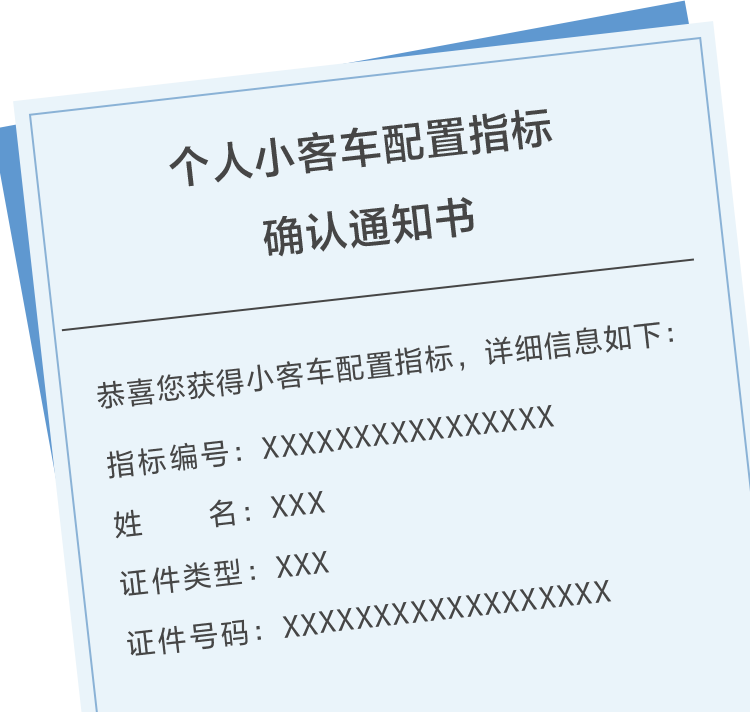 个人小客车配置指标
确认通知书
恭喜您获得小客车配置指标，详细信息如下：
指标编号：XXXXXXXXXXXXXXXX
姓　　名：XXX
证件类型：XXX
证件号码：XXXXXXXXXXXXXXXXXX